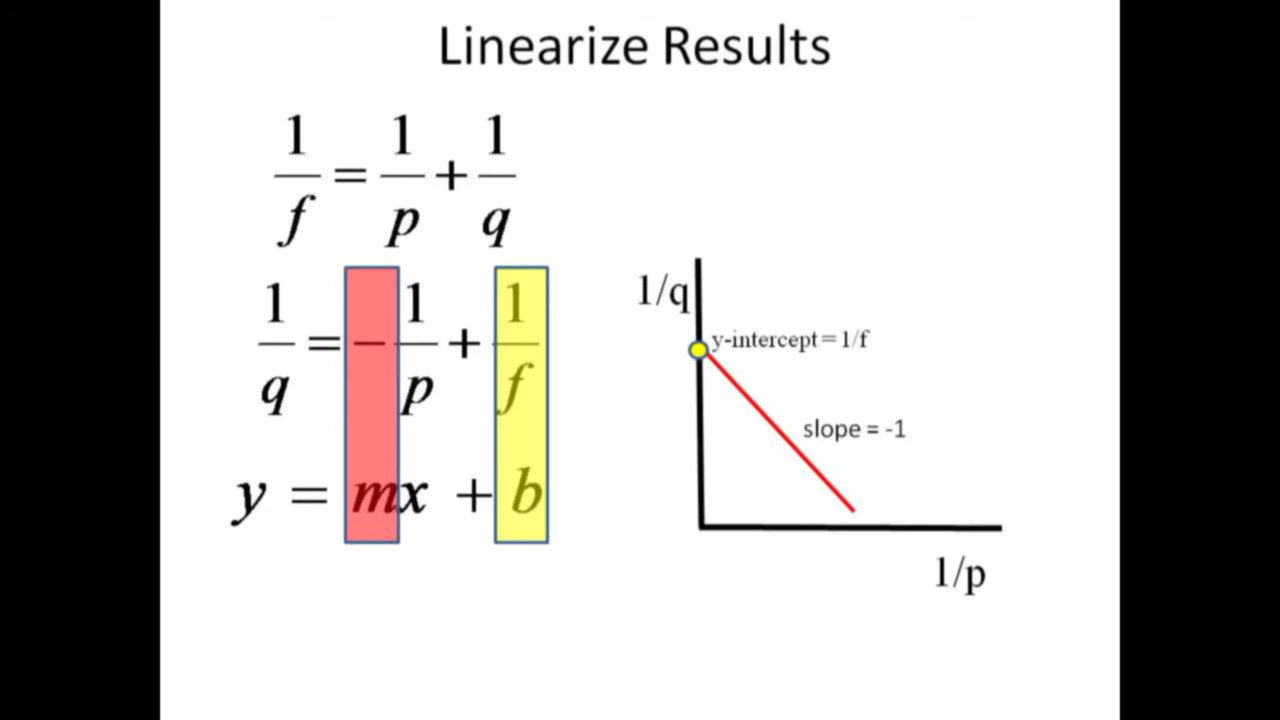 Linearize Results
1/f = 1/p + 1/q
1/q = − 1/p + 1/f
y = mx + b
1/q
y-intercept = 1/f
slope = -1
1/p